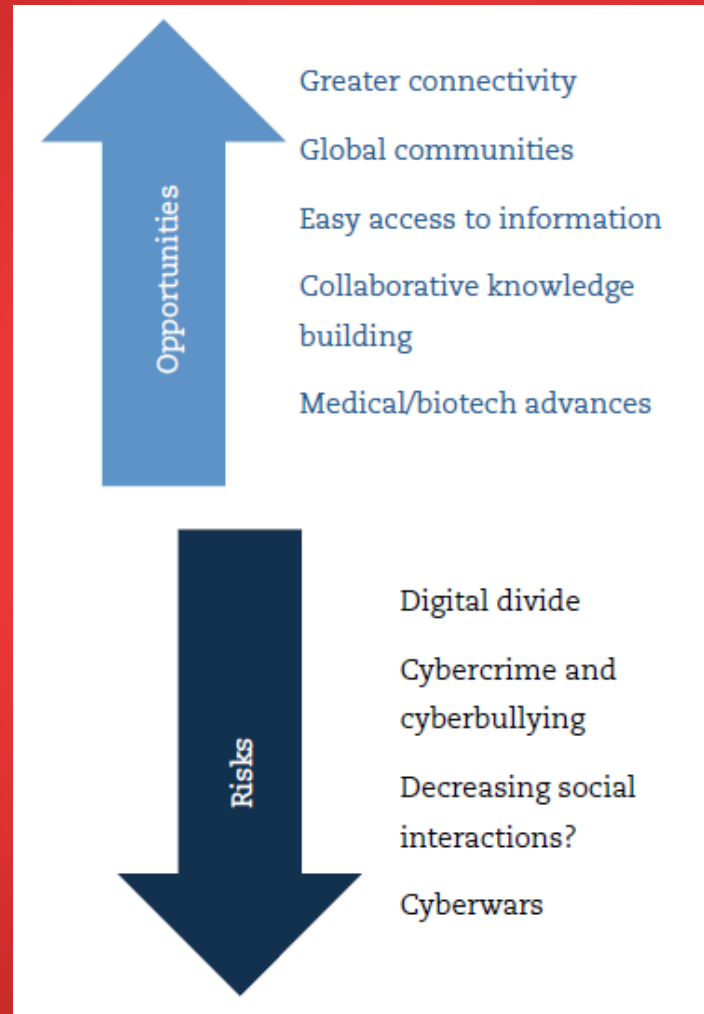 Opportunities
Greater connectivity
Global communities
Easy access to information
Collaborative knowledge
building
Medical/biotech advances
Risks
Digital divide
Cybercrime and
cyberbullying
Decreasing social
interactions?
Cyberwars